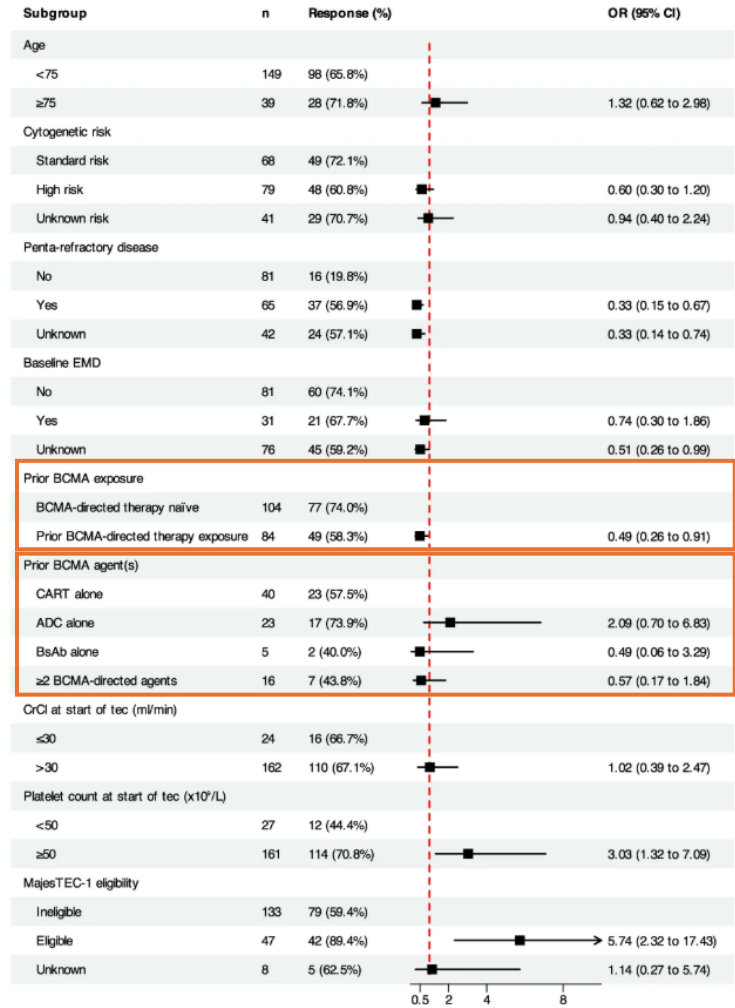 Subgroup n Response (%) OR (95% CI)
Age
<75 149 98 (65.8%)
≥75 39 28 (71.8%) 1.32 (0.62 to 2.98)
Cytogenetic risk
Standard risk 68 49 (72.1%)
High risk 79 48 (60.8%) 0.60 (0.30 to 1.20)
Unknown risk 41 29 (70.7%) 0.94 (0.40 to 2.24)
Penta-refractory disease
No 81 16 (19.8%)
Yes 65 37 (56.9%) 0.33 (0.15 to 0.67)
Unknown 42 24 (57.1%) 0.33 (0.14 to 0.74)
Baseline EMD
No 81 60 (74.1%)
Yes 31 21 (67.7%) 0.74 (0.30 to 1.86)
Unknown 76 45 (59.2%) 0.51 (0.26 to 0.99)
Prior BCMA exposure
BCMA-directed therapy naïve 104 77 (74.0%)
Prior BCMA-directed therapy exposure 84 49 (58.3%) 0.49 (0.26 to 0.91)
Prior BCMA agent(s)
CART alone 40 23 (57.5%)
ADC alone 23 17 (73.9%) 2.09 (0.70 to 6.83)
BsAb alone 5 2 (40.0%) 0.49 (0.06 to 3.29)
≥2 BCMA-directed agents 16 7 (43.8%) 0.57 (0.17 to 1.84)
CrCl at start of tec (ml/min)
≤30 24 16 (66.7%)
>30 162 110 (67.1%) 1.02 (0.39 to 2.47)
Platelet count at start of tec (x10⁹/L)
<50 27 12 (44.4%)
≥50 161 114 (70.8%) 3.03 (1.32 to 7.09)
MajesTEC-1 eligibility
Ineligible 133 79 (59.4%)
Eligible 47 42 (89.4%) 5.74 (2.32 to 17.43)
Unknown 8 5 (62.5%) 1.14 (0.27 to 5.74)
0.5 2 4 8